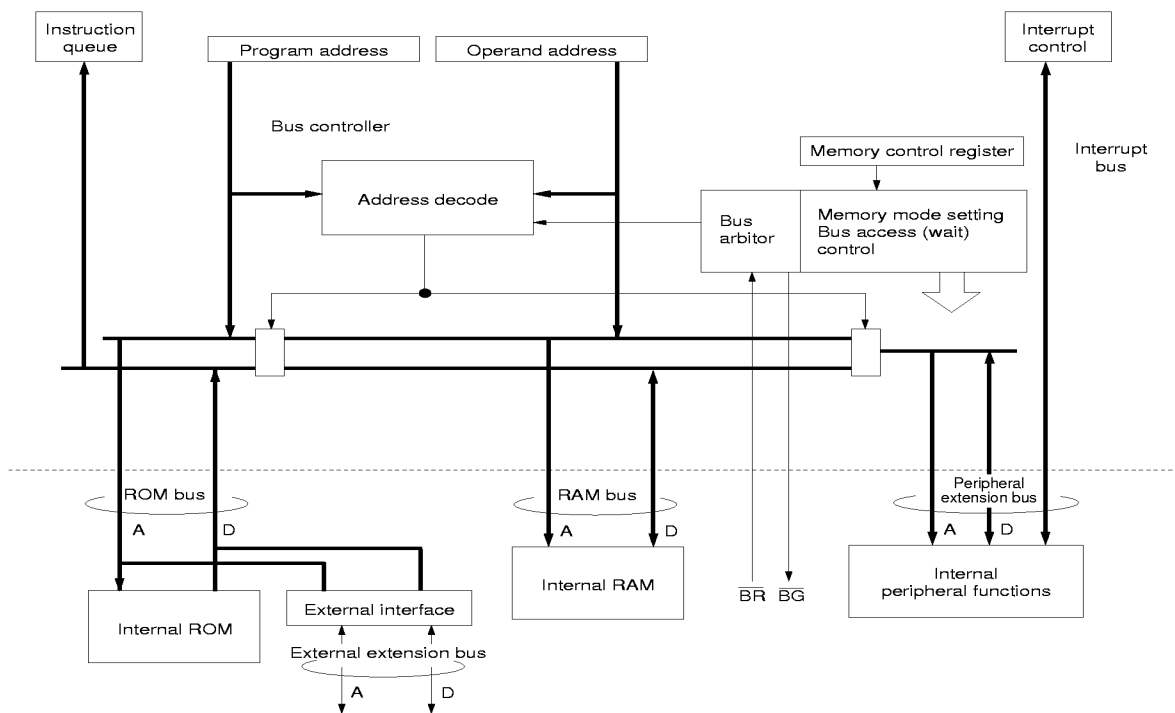 Instruction
queue
Program address
Operand address
Interrupt
control
Bus controller
Memory control register
Interrupt
bus
Address decode
Bus
arbitor
Memory mode setting
Bus access (wait)
control
ROM bus
RAM bus
Peripheral
extension bus
A
D
A
D
A
D
Internal ROM
External interface
Internal RAM
B̅R̅
B̅G̅
Internal
peripheral functions
External extension bus
A
D